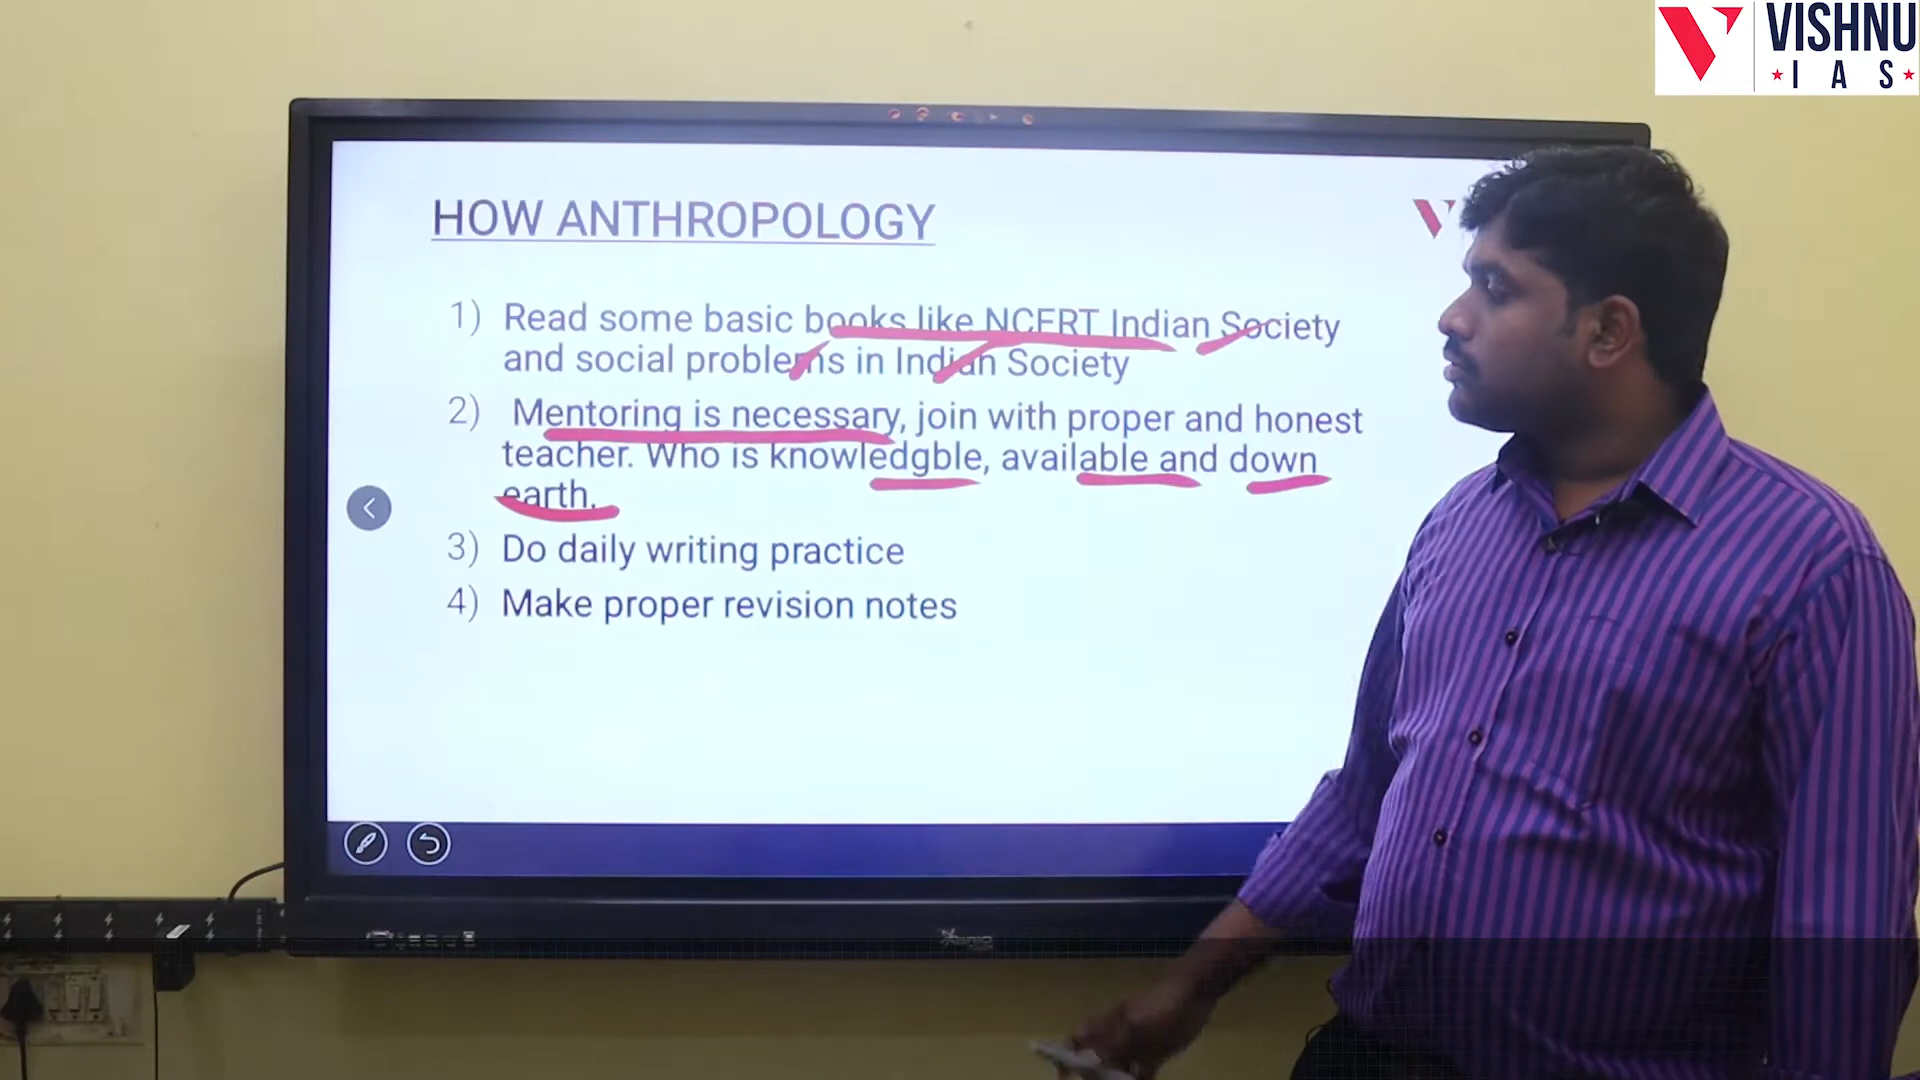 VISHNU
IAS
HOW ANTHROPOLOGY
1) Read some basic books like NCERT Indian Society
and social problems in Indian Society
2) Mentoring is necessary, join with proper and honest
teacher. Who is knowledgble, available and down
earth.
3) Do daily writing practice
4) Make proper revision notes